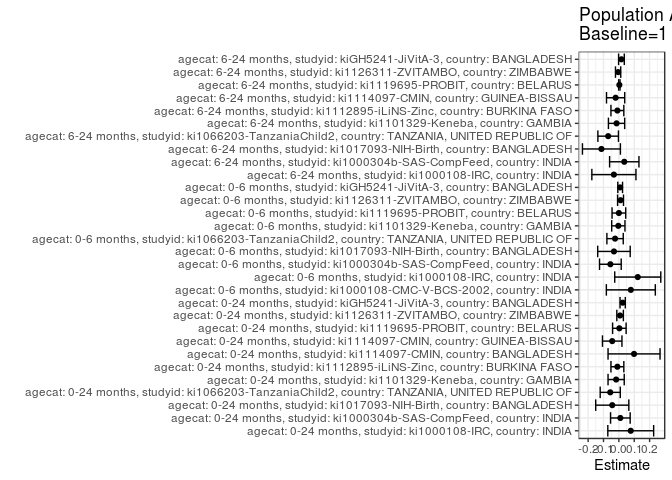 Population A
Baseline=1
agecat: 6-24 months, studyid: kiGH5241-JiVitA-3, country: BANGLADESH
agecat: 6-24 months, studyid: ki1126311-ZVITAMBO, country: ZIMBABWE
agecat: 6-24 months, studyid: ki1119695-PROBIT, country: BELARUS
agecat: 6-24 months, studyid: ki1114097-CMIN, country: GUINEA-BISSAU
agecat: 6-24 months, studyid: ki1112895-iLiNS-Zinc, country: BURKINA FASO
agecat: 6-24 months, studyid: ki1101329-Keneba, country: GAMBIA
agecat: 6-24 months, studyid: ki1066203-TanzaniaChild2, country: TANZANIA, UNITED REPUBLIC OF
agecat: 6-24 months, studyid: ki1017093-NIH-Birth, country: BANGLADESH
agecat: 6-24 months, studyid: ki1000304b-SAS-CompFeed, country: INDIA
agecat: 6-24 months, studyid: ki1000108-IRC, country: INDIA
agecat: 0-6 months, studyid: kiGH5241-JiVitA-3, country: BANGLADESH
agecat: 0-6 months, studyid: ki1126311-ZVITAMBO, country: ZIMBABWE
agecat: 0-6 months, studyid: ki1119695-PROBIT, country: BELARUS
agecat: 0-6 months, studyid: ki1101329-Keneba, country: GAMBIA
agecat: 0-6 months, studyid: ki1066203-TanzaniaChild2, country: TANZANIA, UNITED REPUBLIC OF
agecat: 0-6 months, studyid: ki1017093-NIH-Birth, country: BANGLADESH
agecat: 0-6 months, studyid: ki1000304b-SAS-CompFeed, country: INDIA
agecat: 0-6 months, studyid: ki1000108-IRC, country: INDIA
agecat: 0-6 months, studyid: ki1000108-CMC-V-BCS-2002, country: INDIA
agecat: 0-24 months, studyid: kiGH5241-JiVitA-3, country: BANGLADESH
agecat: 0-24 months, studyid: ki1126311-ZVITAMBO, country: ZIMBABWE
agecat: 0-24 months, studyid: ki1119695-PROBIT, country: BELARUS
agecat: 0-24 months, studyid: ki1114097-CMIN, country: GUINEA-BISSAU
agecat: 0-24 months, studyid: ki1114097-CMIN, country: BANGLADESH
agecat: 0-24 months, studyid: ki1112895-iLiNS-Zinc, country: BURKINA FASO
agecat: 0-24 months, studyid: ki1101329-Keneba, country: GAMBIA
agecat: 0-24 months, studyid: ki1066203-TanzaniaChild2, country: TANZANIA, UNITED REPUBLIC OF
agecat: 0-24 months, studyid: ki1017093-NIH-Birth, country: BANGLADESH
agecat: 0-24 months, studyid: ki1000304b-SAS-CompFeed, country: INDIA
agecat: 0-24 months, studyid: ki1000108-IRC, country: INDIA
-0.2 0.1 0.0 0.1 0.2
Estimate